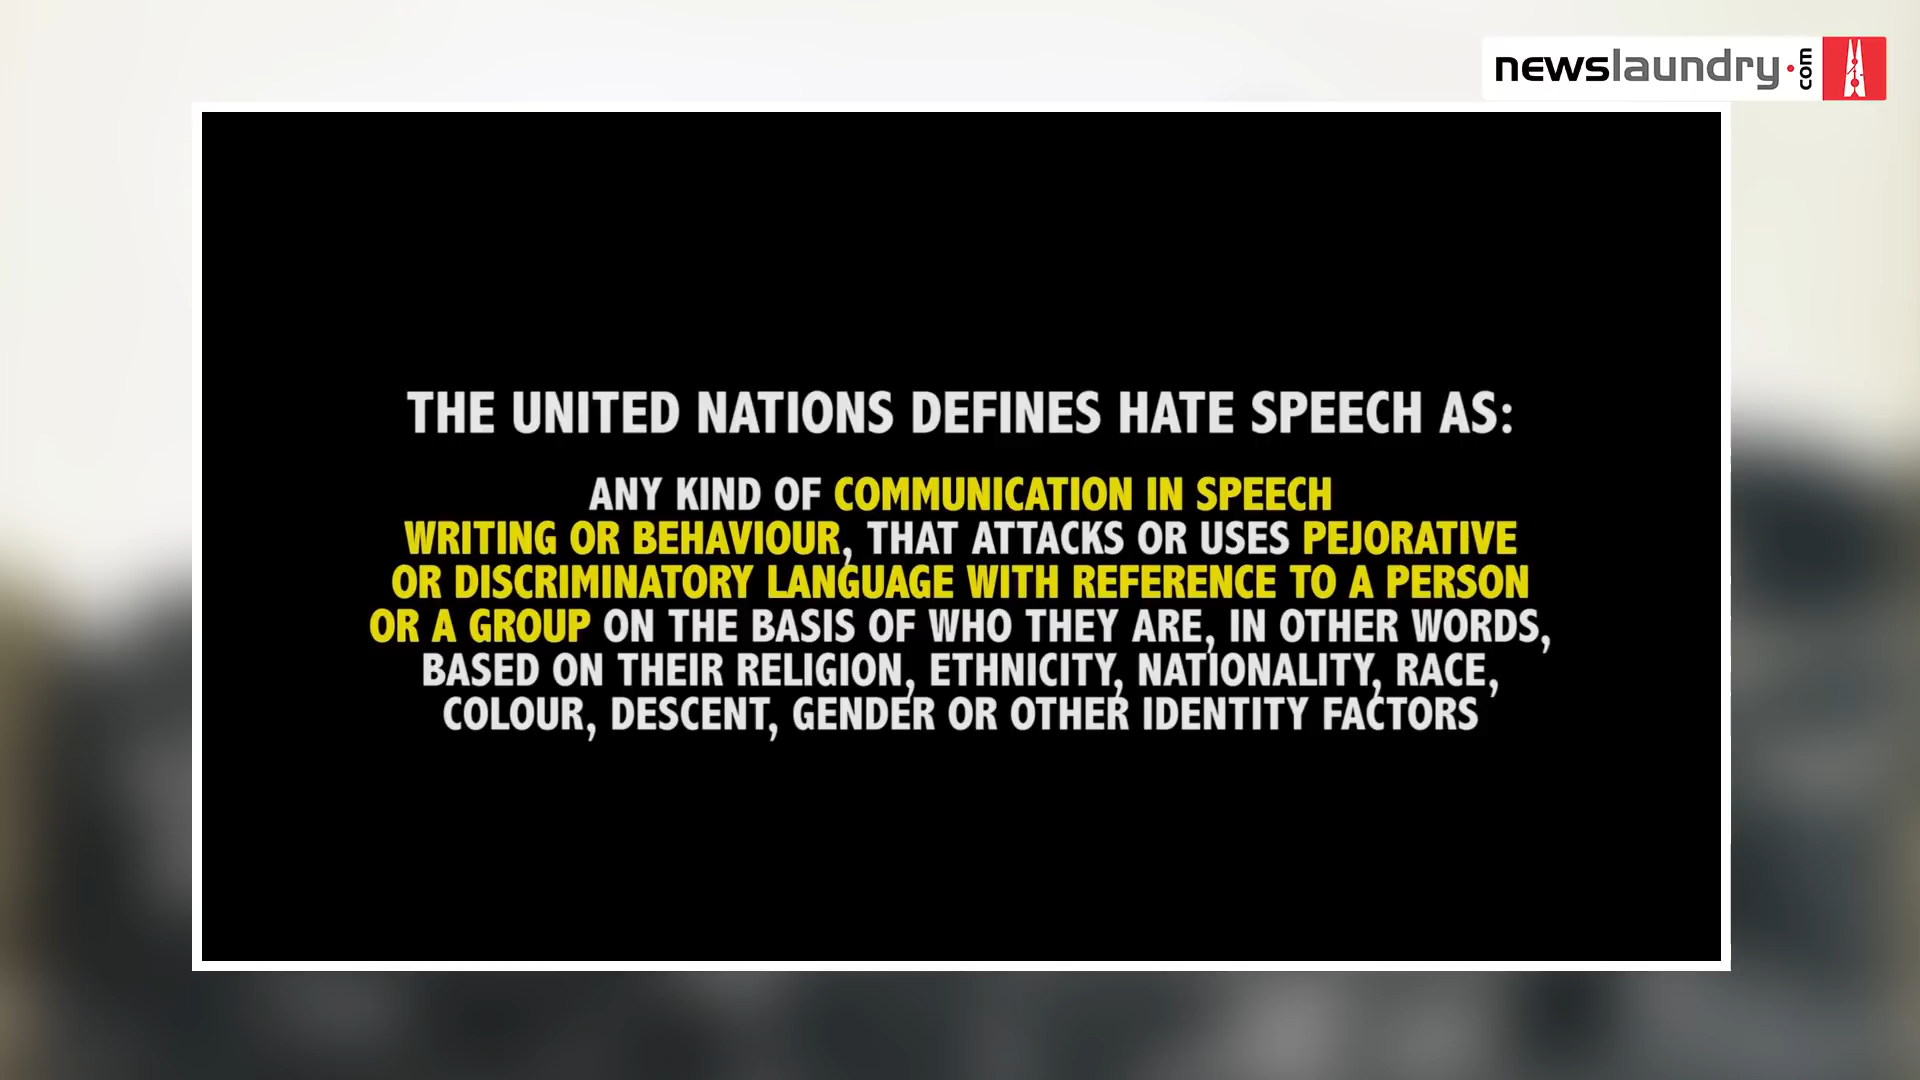 newslaundry.com
THE UNITED NATIONS DEFINES HATE SPEECH AS:
ANY KIND OF COMMUNICATION IN SPEECH
WRITING OR BEHAVIOUR, THAT ATTACKS OR USES PEJORATIVE
OR DISCRIMINATORY LANGUAGE WITH REFERENCE TO A PERSON
OR A GROUP ON THE BASIS OF WHO THEY ARE, IN OTHER WORDS,
BASED ON THEIR RELIGION, ETHNICITY, NATIONALITY, RACE,
COLOUR, DESCENT, GENDER OR OTHER IDENTITY FACTORS